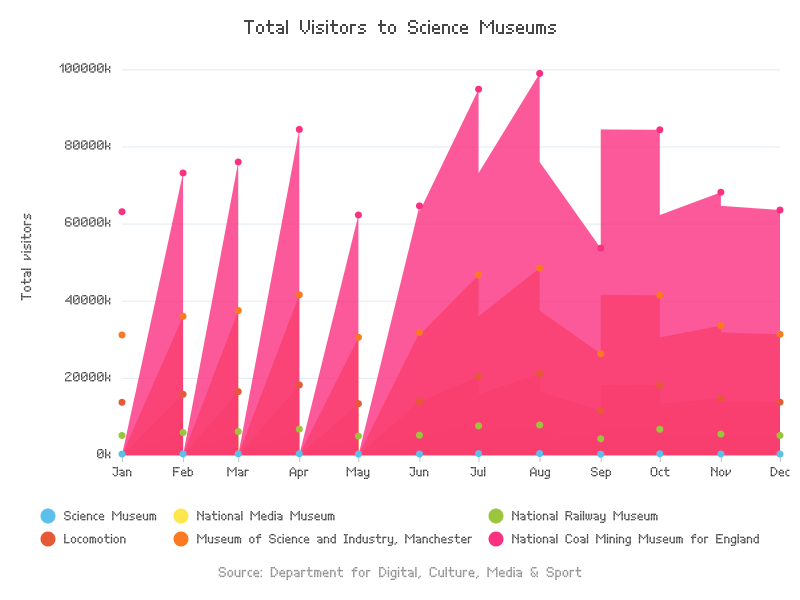 Total Visitors to Science Museums
100000k
80000k
60000k
40000k
20000k
0k
Total visitors
Jan Feb Mar Apr May Jun Jul Aug Sep Oct Nov Dec
Science Museum National Media Museum National Railway Museum
Locomotion Museum of Science and Industry, Manchester National Coal Mining Museum for England
Source: Department for Digital, Culture, Media & Sport